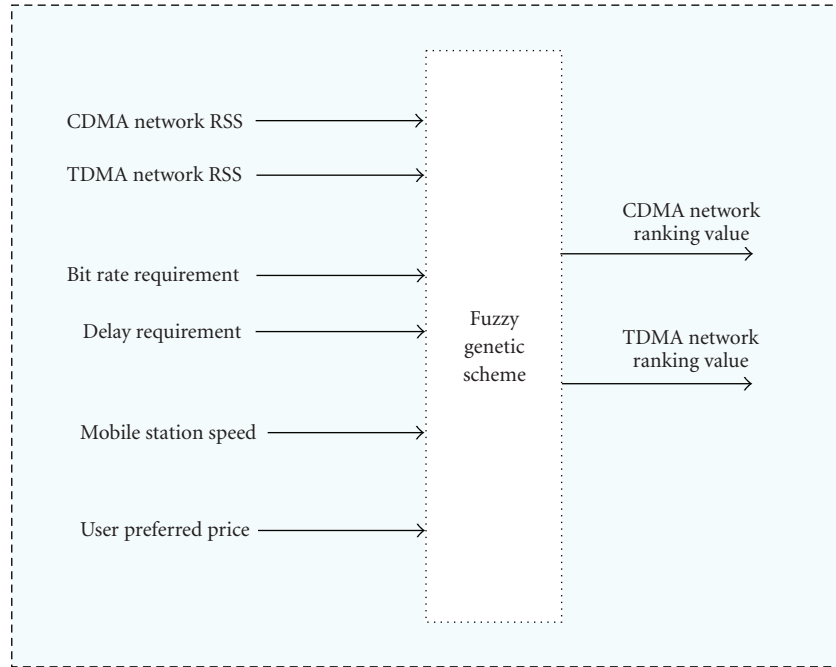 CDMA network RSS
TDMA network RSS
Bit rate requirement
Delay requirement
Mobile station speed
User preferred price
Fuzzy
genetic
scheme
CDMA network
ranking value
TDMA network
ranking value